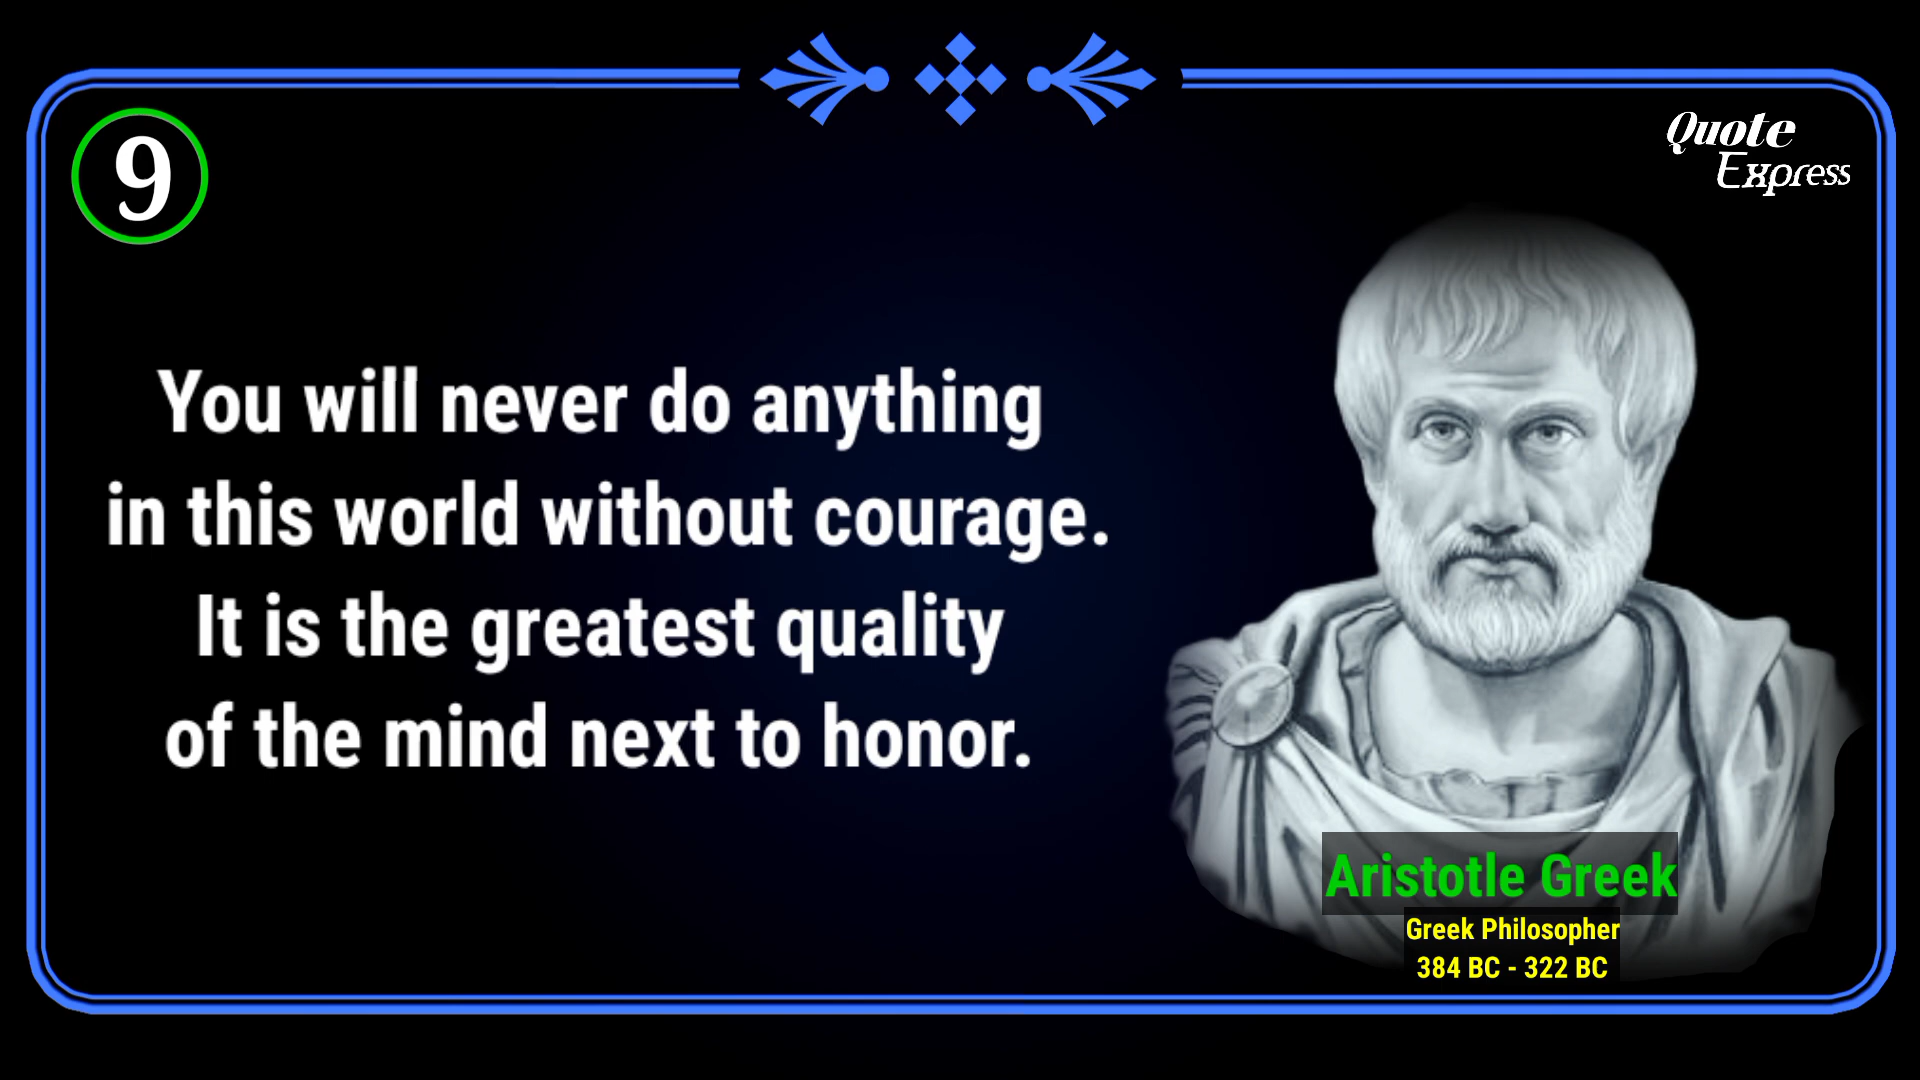 9
Quote
Express
You will never do anything
in this world without courage.
It is the greatest quality
of the mind next to honor.
Aristotle Greek
Greek Philosopher
384 BC - 322 BC